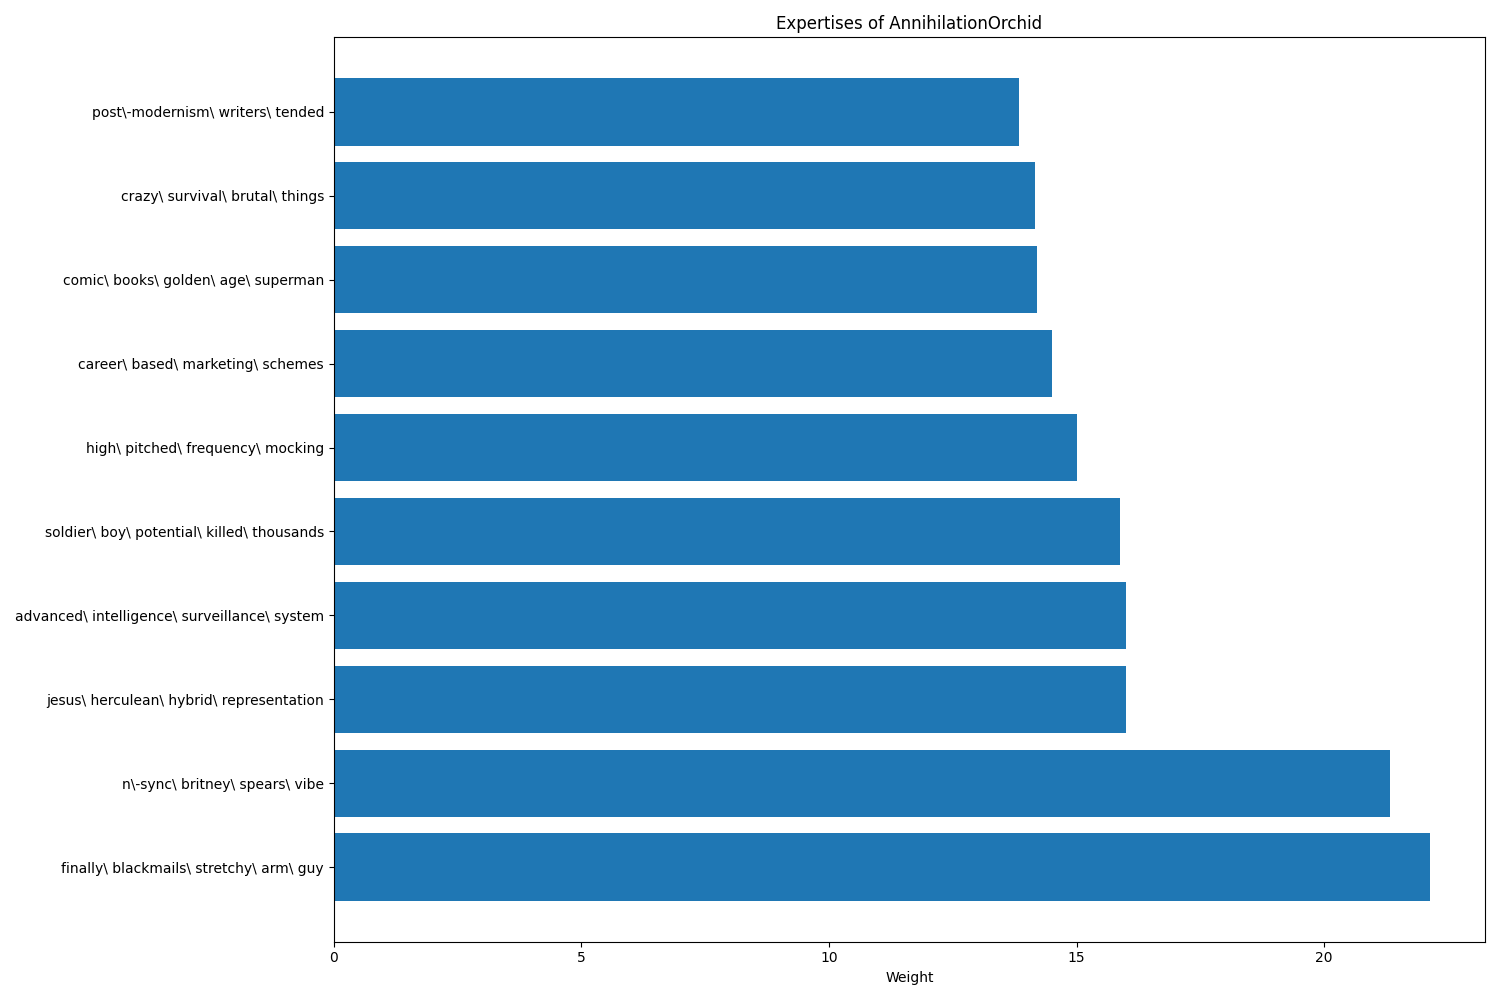 Expertises of AnnihilationOrchid
post\-modernism\ writers\ tended
crazy\ survival\ brutal\ things
comic\ books\ golden\ age\ superman
career\ based\ marketing\ schemes
high\ pitched\ frequency\ mocking
soldier\ boy\ potential\ killed\ thousands
advanced\ intelligence\ surveillance\ system
jesus\ herculean\ hybrid\ representation
n\-sync\ britney\ spears\ vibe
finally\ blackmails\ stretchy\ arm\ guy
0 5 10 15 20
Weight